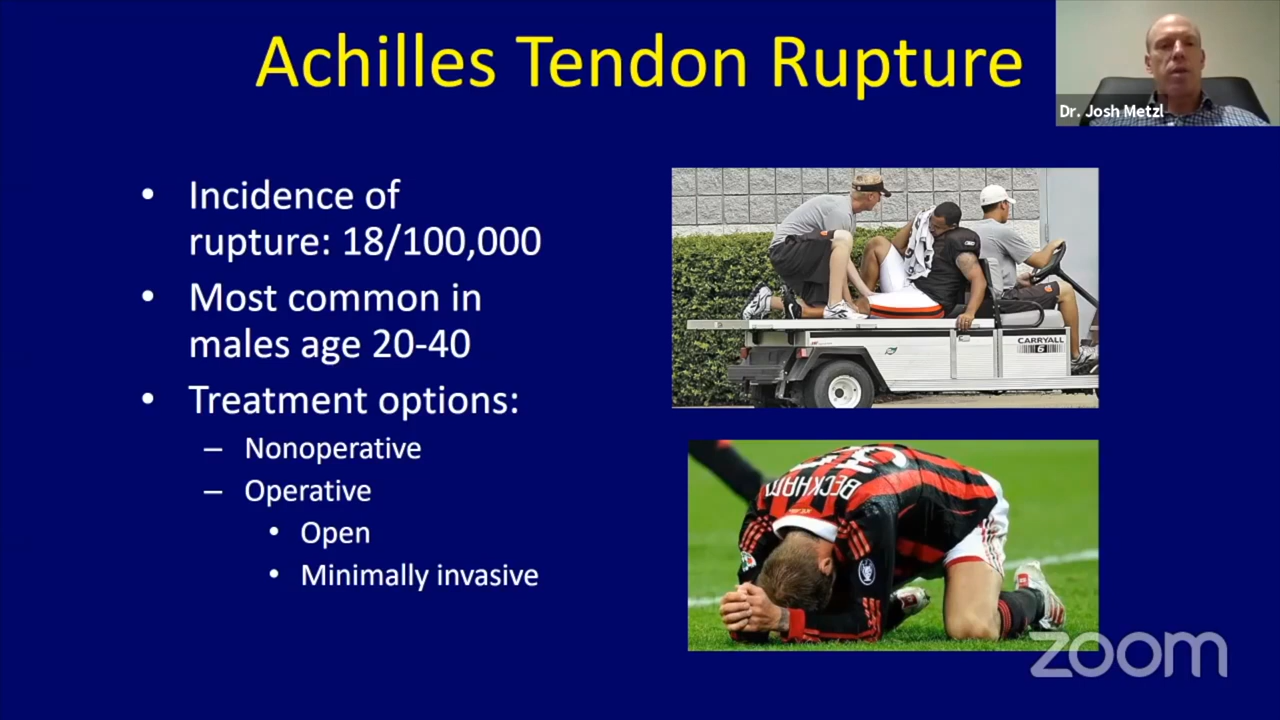 Achilles Tendon Rupture
Dr. Josh Metzl
• Incidence of
rupture: 18/100,000
• Most common in
males age 20-40
• Treatment options:
– Nonoperative
– Operative
• Open
• Minimally invasive
CARRYALL
6
BECKHAM
zoom